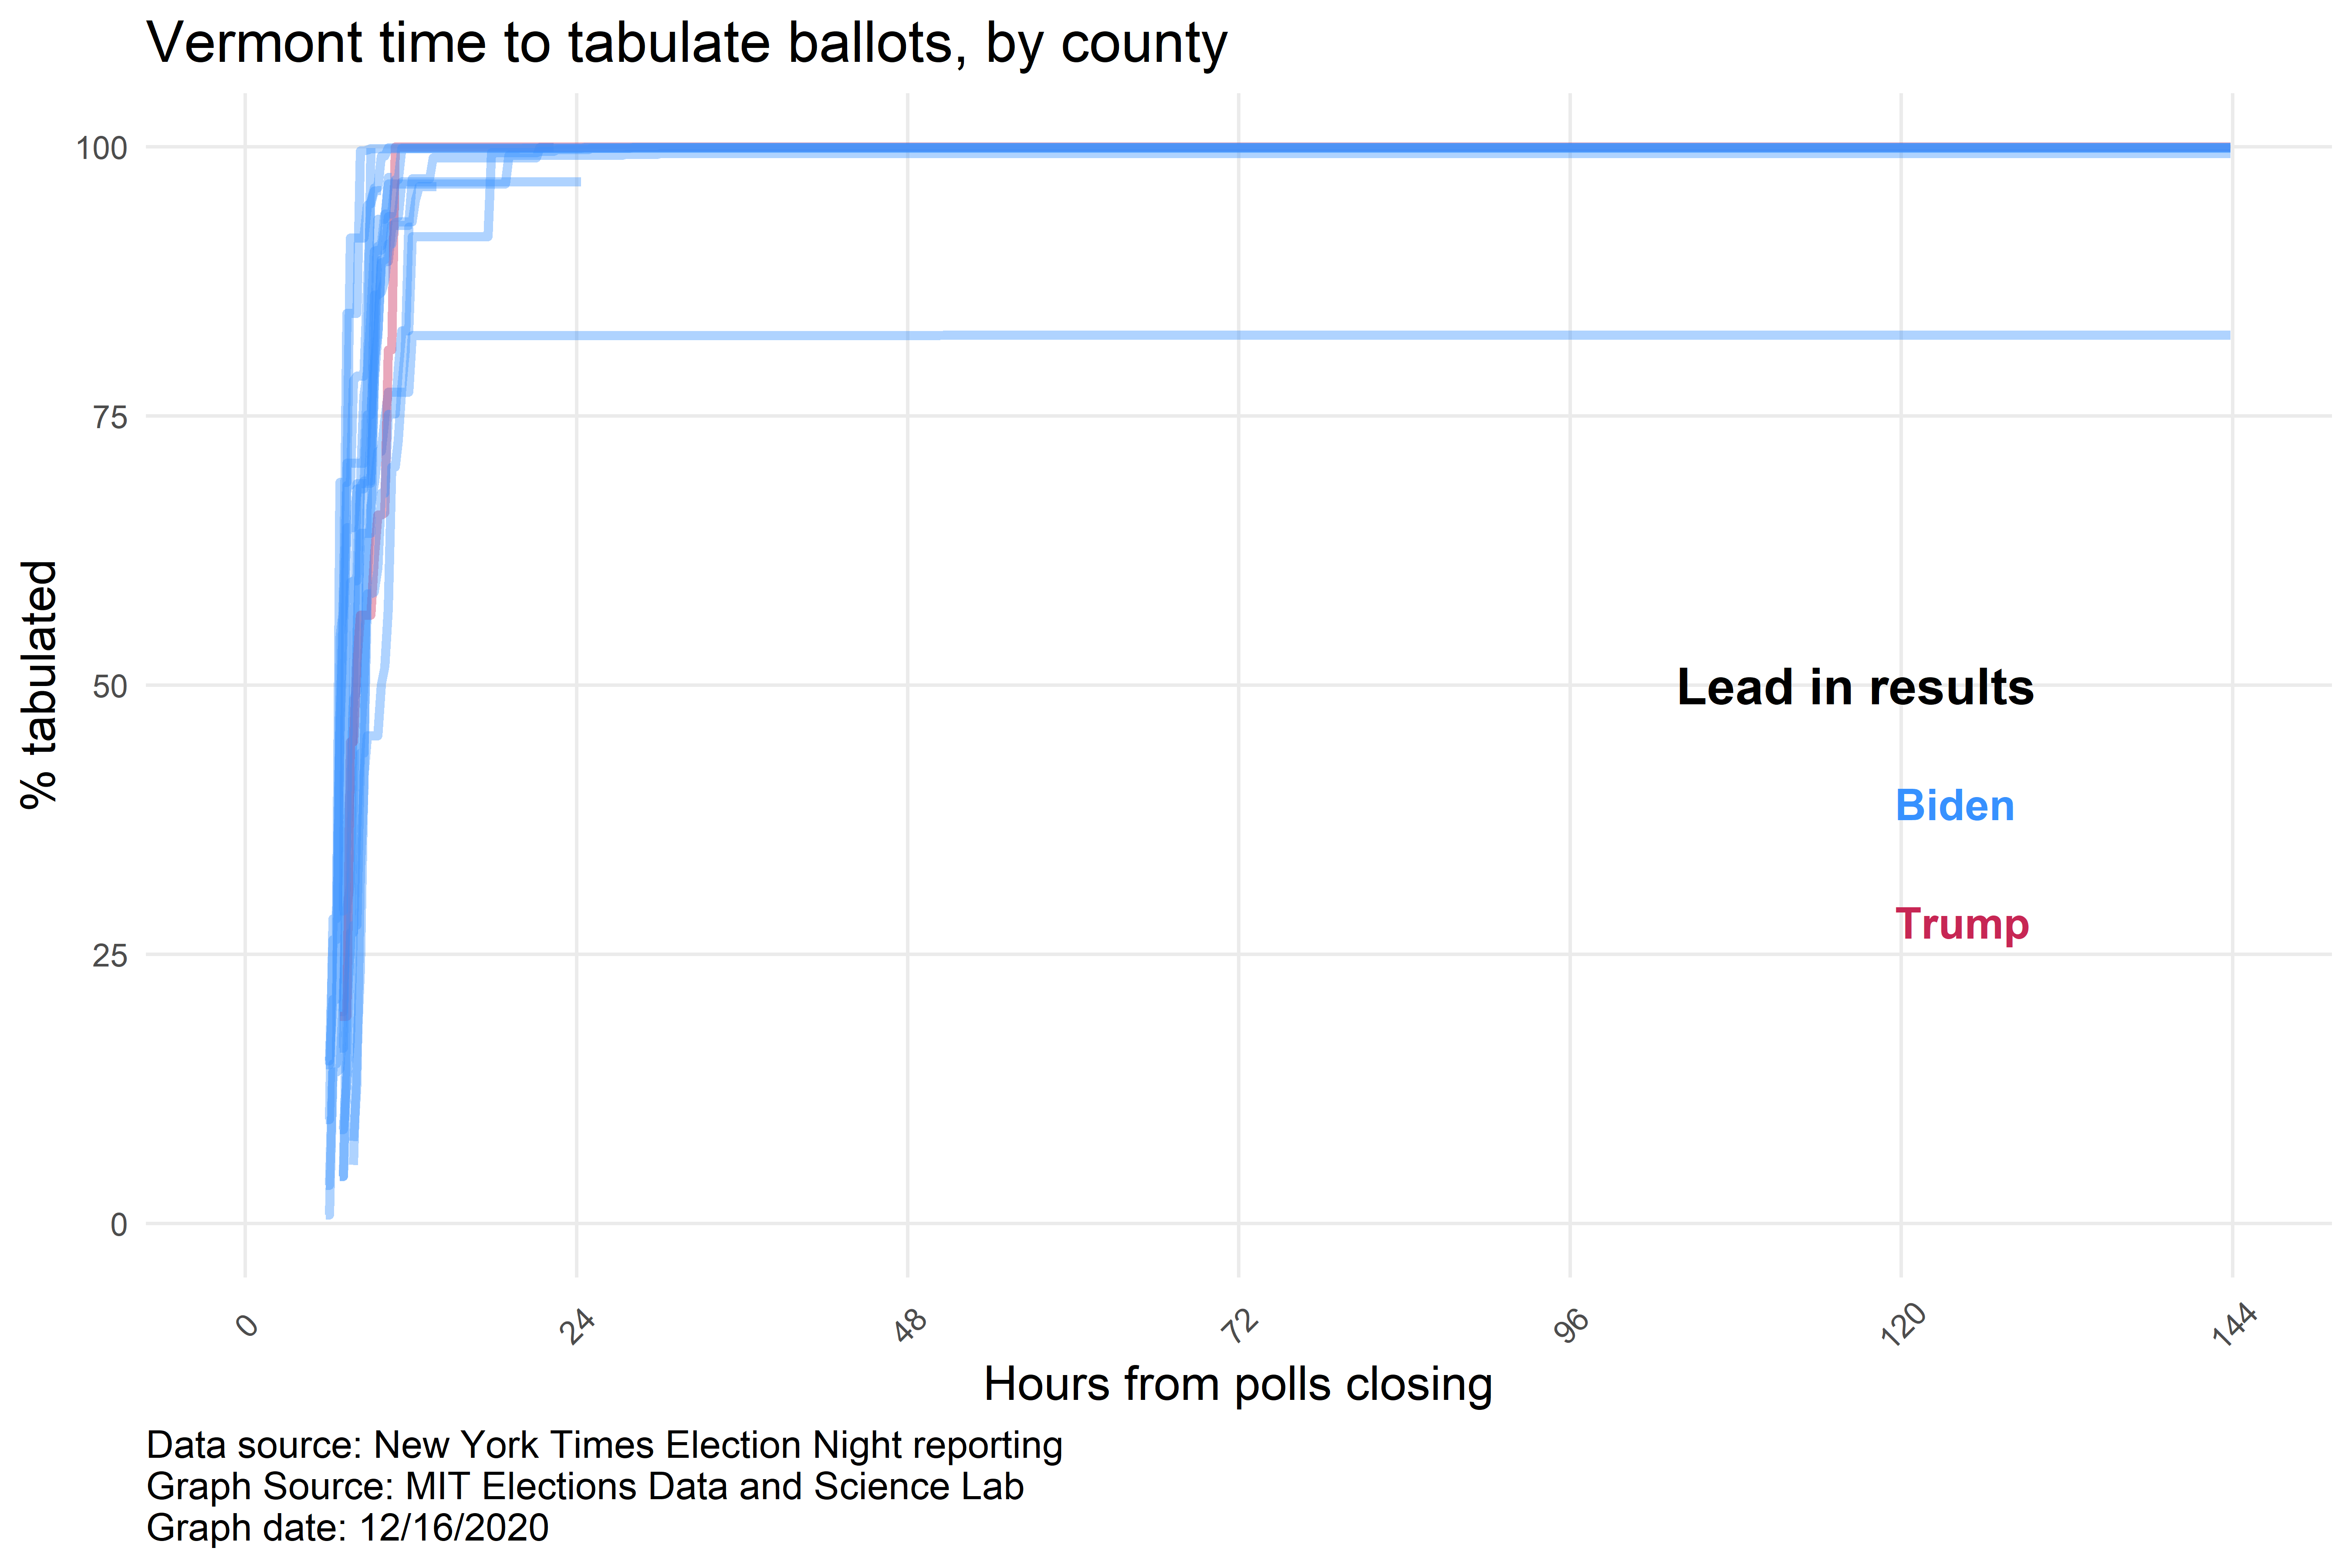 Vermont time to tabulate ballots, by county
100
75
50
25
0
% tabulated
Lead in results
Biden
Trump
0
24
48
72
96
120
144
Hours from polls closing
Data source: New York Times Election Night reporting
Graph Source: MIT Elections Data and Science Lab
Graph date: 12/16/2020